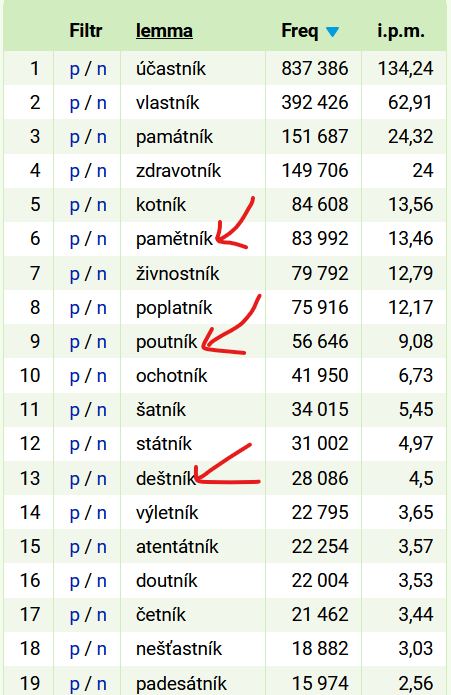 Filtr lemma Freq i.p.m.
1 p / n účastník 837 386 134,24
2 p / n vlastník 392 426 62,91
3 p / n památník 151 687 24,32
4 p / n zdravotník 149 706 24
5 p / n kotník 84 608 13,56
6 p / n pamětník 83 992 13,46
7 p / n živnostník 79 792 12,79
8 p / n poplatník 75 916 12,17
9 p / n poutník 56 646 9,08
10 p / n ochotník 41 950 6,73
11 p / n šatník 34 015 5,45
12 p / n státník 31 002 4,97
13 p / n deštník 28 086 4,5
14 p / n výletník 22 795 3,65
15 p / n atentátník 22 254 3,57
16 p / n doutník 22 004 3,53
17 p / n četník 21 462 3,44
18 p / n nešťastník 18 882 3,03
19 p / n padesátník 15 974 2,56